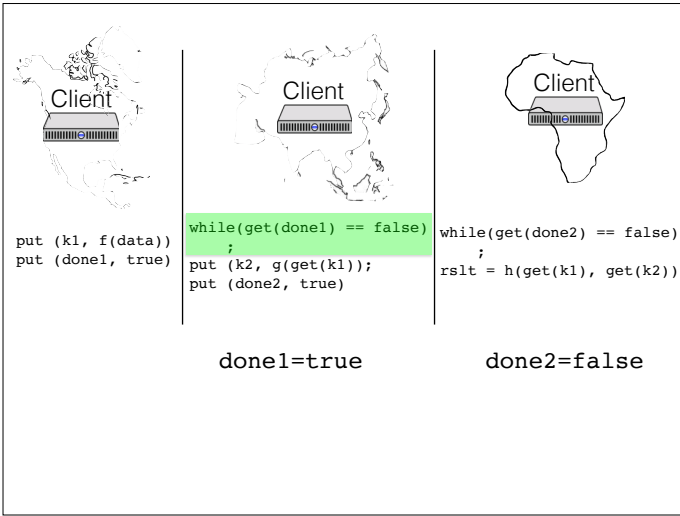 Client
Client
Client
put (k1, f(data))
put (done1, true)
while(get(done1) == false)
;
put (k2, g(get(k1));
put (done2, true)
while(get(done2) == false)
;
rslt = h(get(k1), get(k2))
done1=true
done2=false